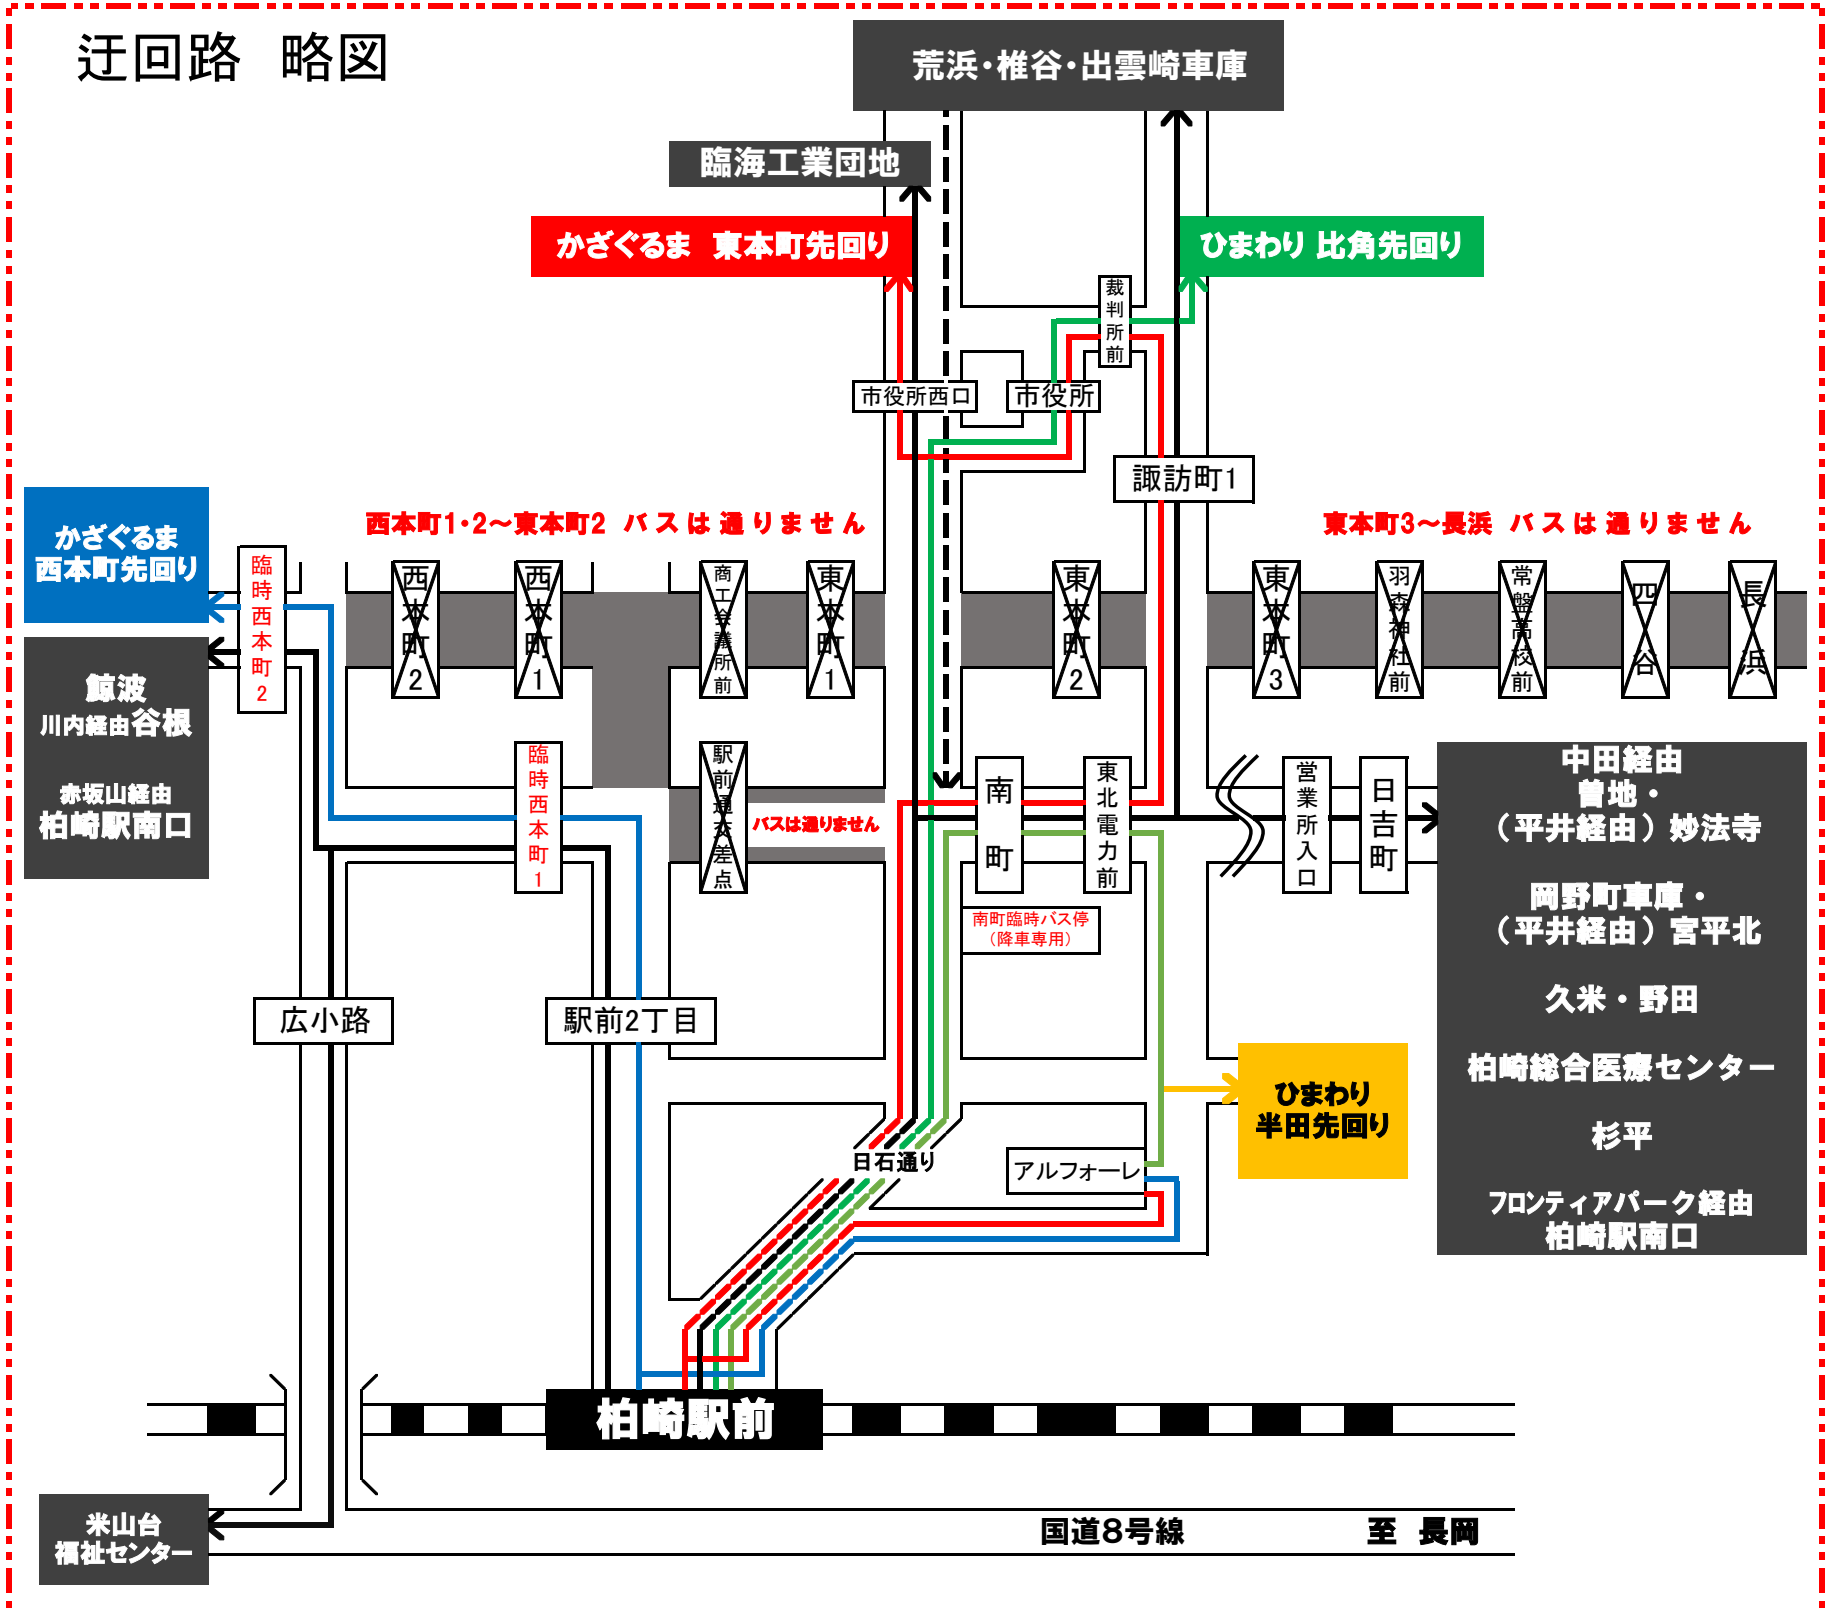 迂回路　略図
荒浜・椎谷・出雲崎車庫
臨海工業団地
かざぐるま　東本町先回り
ひまわり 比角先回り
裁判所前
市役所西口
市役所
諏訪町1
かざぐるま
西本町先回り
臨時西本町2
西本町1・2～東本町2　バスは通りません
東本町3～長浜　バスは通りません
西本町2
西本町1
商工会議所前
東本町1
東本町2
東本町3
羽森神社前
常盤高校前
四谷
長浜
鯨波
川内経由谷根
赤坂山経由
柏崎駅南口
臨時西本町1
駅前通交差点
バスは通りません
南町
東北電力前
営業所入口
日吉町
南町臨時バス停
（降車専用）
中田経由
曽地・
（平井経由）妙法寺
岡野町車庫・
（平井経由）宮平北
久米・野田
柏崎総合医療センター
杉平
フロンティアパーク経由
柏崎駅南口
広小路
駅前2丁目
ひまわり
半田先回り
日石通り
アルフォーレ
柏崎駅前
米山台
福祉センター
国道8号線
至　長岡